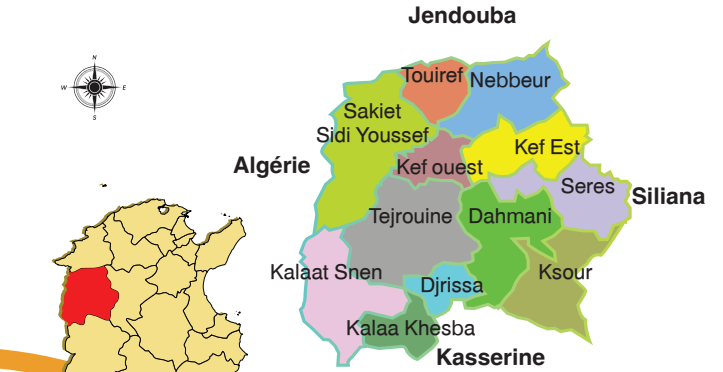 Jendouba
N
W E
S
Touiref
Nebbeur
Sakiet
Sidi Youssef
Kef Est
Algérie
Kef ouest
Seres
Siliana
Tejrouine
Dahmani
Kalaat Snen
Ksour
Djrissa
Kalaa Khesba
Kasserine